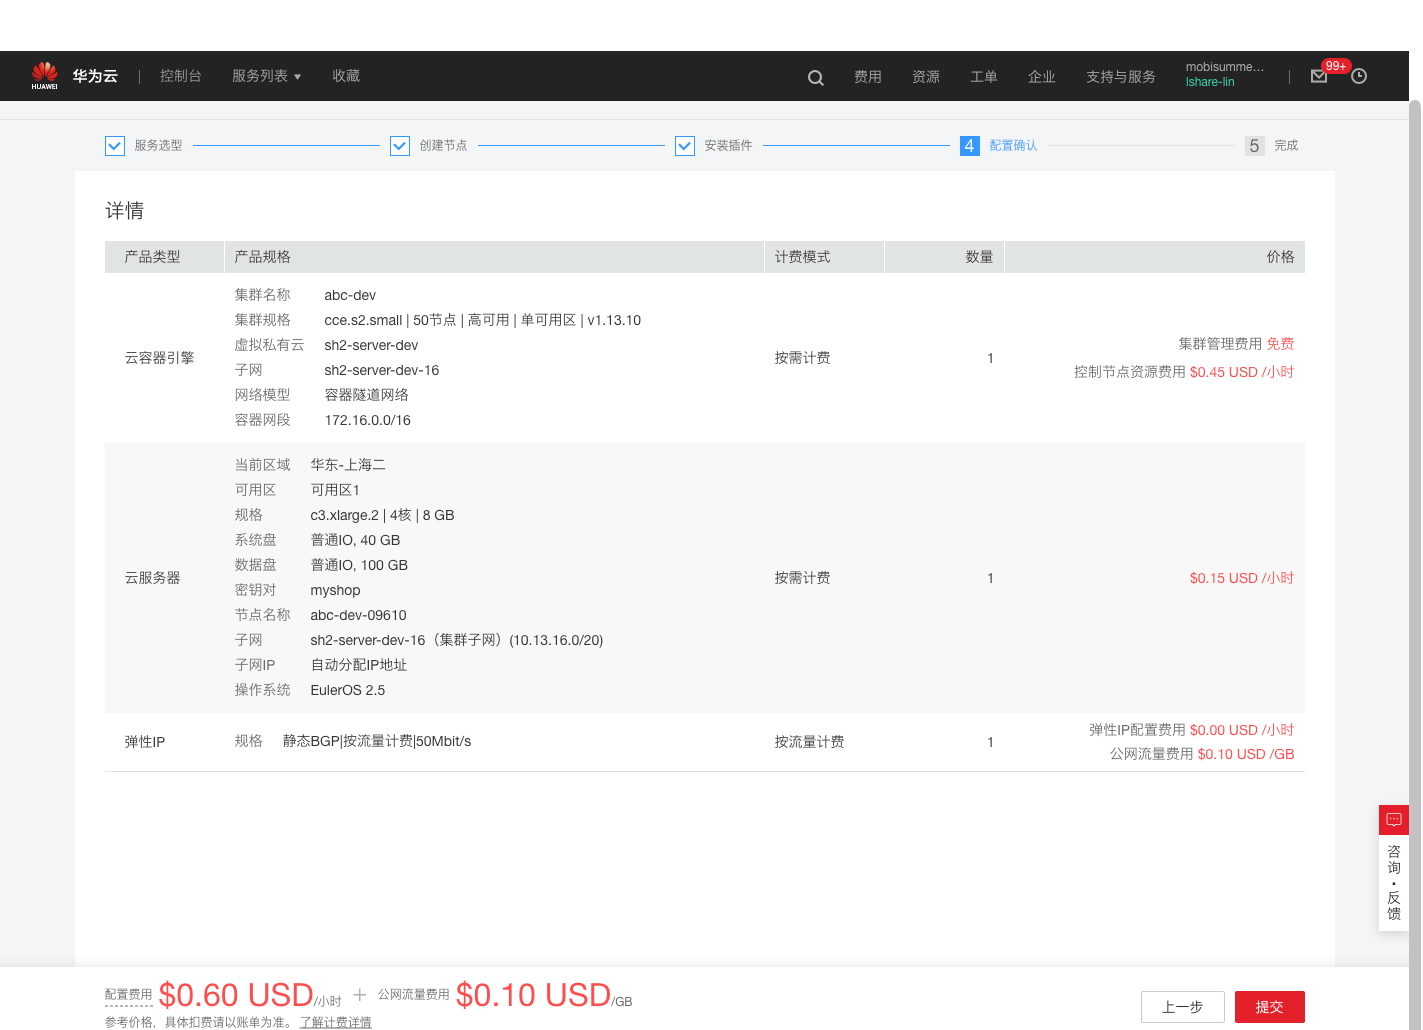 HUAWEI 华为云 | 控制台 服务列表 收藏 费用 资源 工单 企业 支持与服务 mobisumme... 99+
lshare-lin
服务选型 创建节点 安装插件 4 配置确认 5 完成
详情
产品类型 产品规格 计费模式 数量 价格
云容器引擎
集群名称 abc-dev
集群规格 cce.s2.small | 50节点 | 高可用 | 单可用区 | v1.13.10
虚拟私有云 sh2-server-dev
子网 sh2-server-dev-16
网络模型 容器隧道网络
容器网段 172.16.0.0/16
按需计费
1
集群管理费用 免费
控制节点资源费用 $0.45 USD /小时
云服务器
当前区域 华东-上海二
可用区 可用区1
规格 c3.xlarge.2 | 4核 | 8 GB
系统盘 普通IO, 40 GB
数据盘 普通IO, 100 GB
密钥对 myshop
节点名称 abc-dev-09610
子网 sh2-server-dev-16（集群子网）(10.13.16.0/20)
子网IP 自动分配IP地址
操作系统 EulerOS 2.5
按需计费
1
$0.15 USD /小时
弹性IP
规格 静态BGP|按流量计费|50Mbit/s
按流量计费
1
弹性IP配置费用 $0.00 USD /小时
公网流量费用 $0.10 USD /GB
咨询·反馈
配置费用 $0.60 USD/小时 + 公网流量费用 $0.10 USD/GB
参考价格，具体扣费请以账单为准。 了解计费详情
上一步 提交